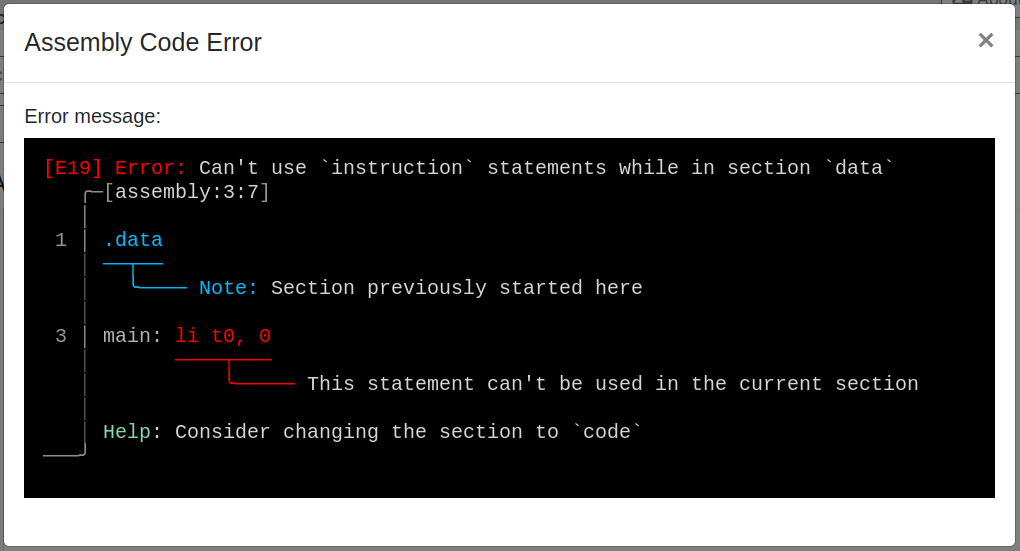 Assembly Code Error
×
Error message:
[E19] Error: Can't use `instruction` statements while in section `data`
╭─[assembly:3:7]
1 │ .data
Note: Section previously started here
3 │ main: li t0, 0
This statement can't be used in the current section
Help: Consider changing the section to `code`